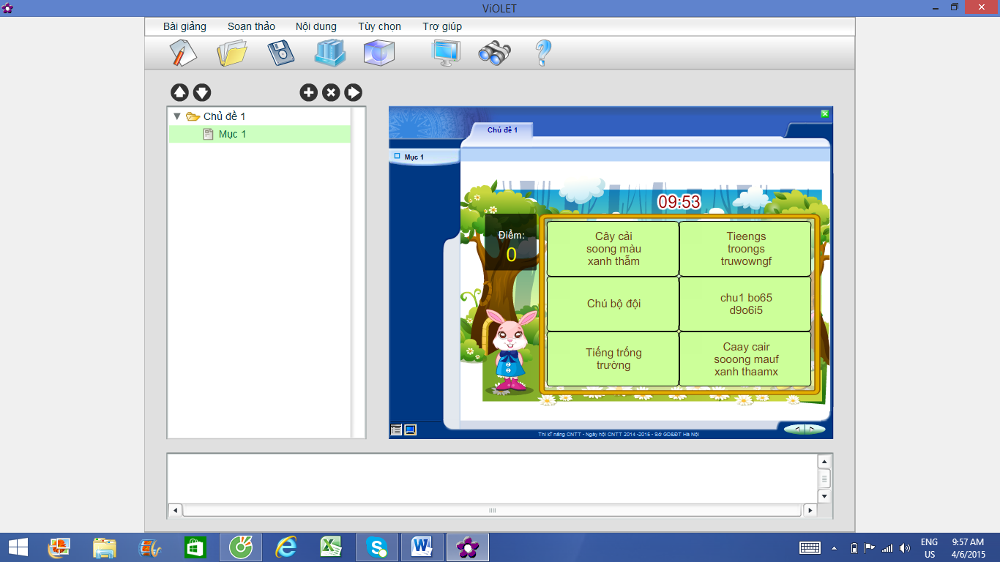 ViOLET
Bài giảng Soạn thảo Nội dung Tùy chọn Trợ giúp
Chủ đề 1
Mục 1
Chủ đề 1
Mục 1
09:53
Điểm:
0
Cây cải
soong màu
xanh thẫm
Tieengs
troongs
truwowngf
Chú bộ đội
chu1 bo65
d9o6i5
Tiếng trống
trường
Caay cair
sooong mauf
xanh thaamx
Thi kĩ năng CNTT - Ngày hội CNTT 2014 -2015 - Sở GD&ĐT Hà Nội
ENG
US
9:57 AM
4/6/2015